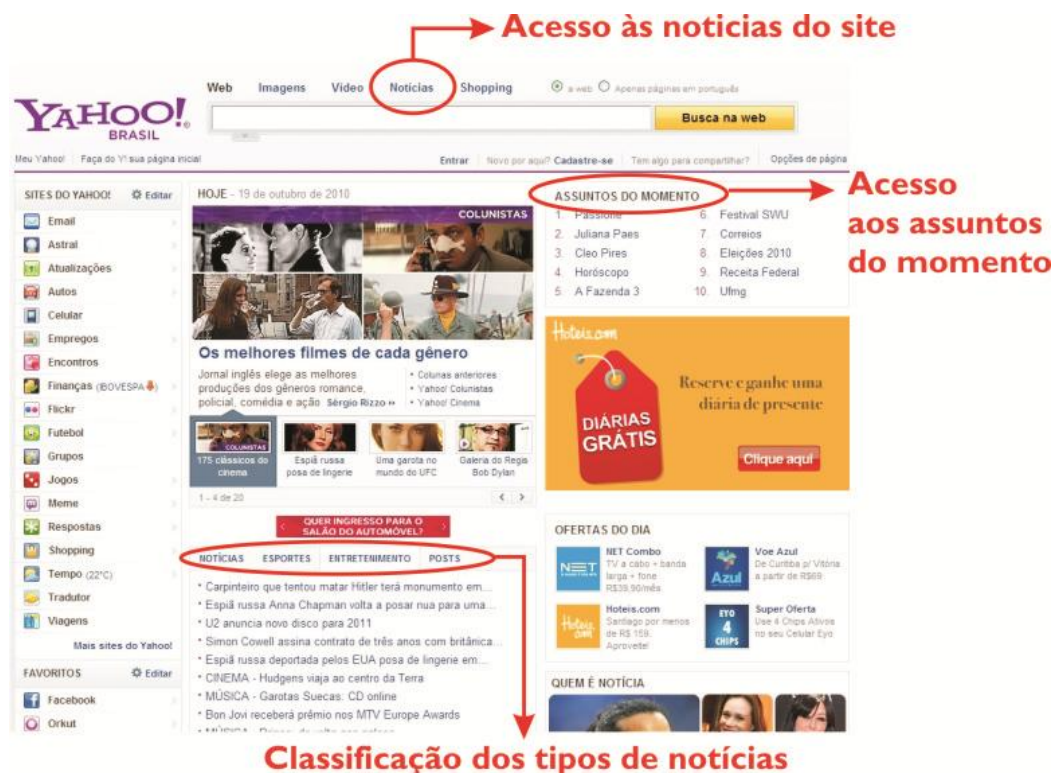 Acesso às noticias do site
Web Imagens Vídeo Notícias Shopping a web Apenas páginas em português
YAHOO!
BRASIL
Busca na web
Meu Yahoo! Faça do Y! sua página inicial
Entrar Novo por aqui? Cadastre-se Tem algo para compartilhar? Opções de página
SITES DO YAHOO! Editar
Email
Astral
Atualizações
Autos
Celular
Empregos
Encontros
Finanças (IBOVESPA)
Flickr
Futebol
Grupos
Jogos
Meme
Respostas
Shopping
Tempo (22°C)
Tradutor
Viagens
Mais sites do Yahoo!
FAVORITOS Editar
Facebook
Orkut
HOJE - 19 de outubro de 2010
COLUNISTAS
Os melhores filmes de cada gênero
Jornal inglês elege as melhores
produções dos gêneros romance,
policial, comédia e ação Sérgio Rizzo »
• Colunas anteriores
• Yahoo! Colunistas
• Yahoo! Cinema
COLUNISTAS
175 clássicos do
cinema
Espiã russa
posa de lingerie
Uma garota no
mundo do UFC
Galeria do Regis
Bob Dylan
1 - 4 de 20
QUER INGRESSO PARA O
SALÃO DO AUTOMÓVEL?
NOTÍCIAS ESPORTES ENTRETENIMENTO POSTS
• Carpinteiro que tentou matar Hitler terá monumento em...
• Espiã russa Anna Chapman volta a posar nua para uma...
• U2 anuncia novo disco para 2011
• Simon Cowell assina contrato de três anos com britânica...
• Espiã russa deportada pelos EUA posa de lingerie em...
• CINEMA - Hudgens viaja ao centro da Terra
• MÚSICA - Garotas Suecas: CD online
• Bon Jovi receberá prêmio nos MTV Europe Awards
ASSUNTOS DO MOMENTO
1. Passione
2. Juliana Paes
3. Cleo Pires
4. Horóscopo
5. A Fazenda 3
6. Festival SWU
7. Correios
8. Eleições 2010
9. Receita Federal
10. Ufmg
Acesso
aos assuntos
do momento
Hoteis.com
DIÁRIAS
GRÁTIS
Reserve e ganhe uma
diária de presente
Clique aqui
OFERTAS DO DIA
NET
NET Combo
TV a cabo + banda
larga + fone
R$39,90/mês
Azul
Voe Azul
De Curitiba p/ Vitória
a partir de R$69
Hoteis.com
Hoteis.com
Santiago por menos
de R$ 159.
Aproveite!
EYO
4
CHIPS
Super Oferta
Use 4 Chips Ativos
no seu Celular Eyo
QUEM É NOTÍCIA
Classificação dos tipos de notícias